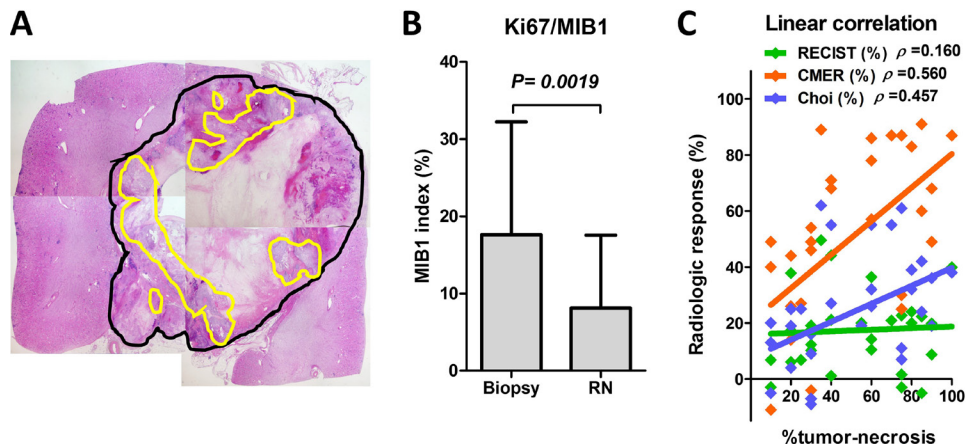 A
B
Ki67/MIB1
P= 0.0019
MIB1 index (%)
40
30
20
10
0
Biopsy
RN
C
Linear correlation
RECIST (%) ρ=0.160
CMER (%) ρ=0.560
Choi (%) ρ=0.457
Radiologic response (%)
100
80
60
40
20
0
20
40
60
80
100
%tumor-necrosis